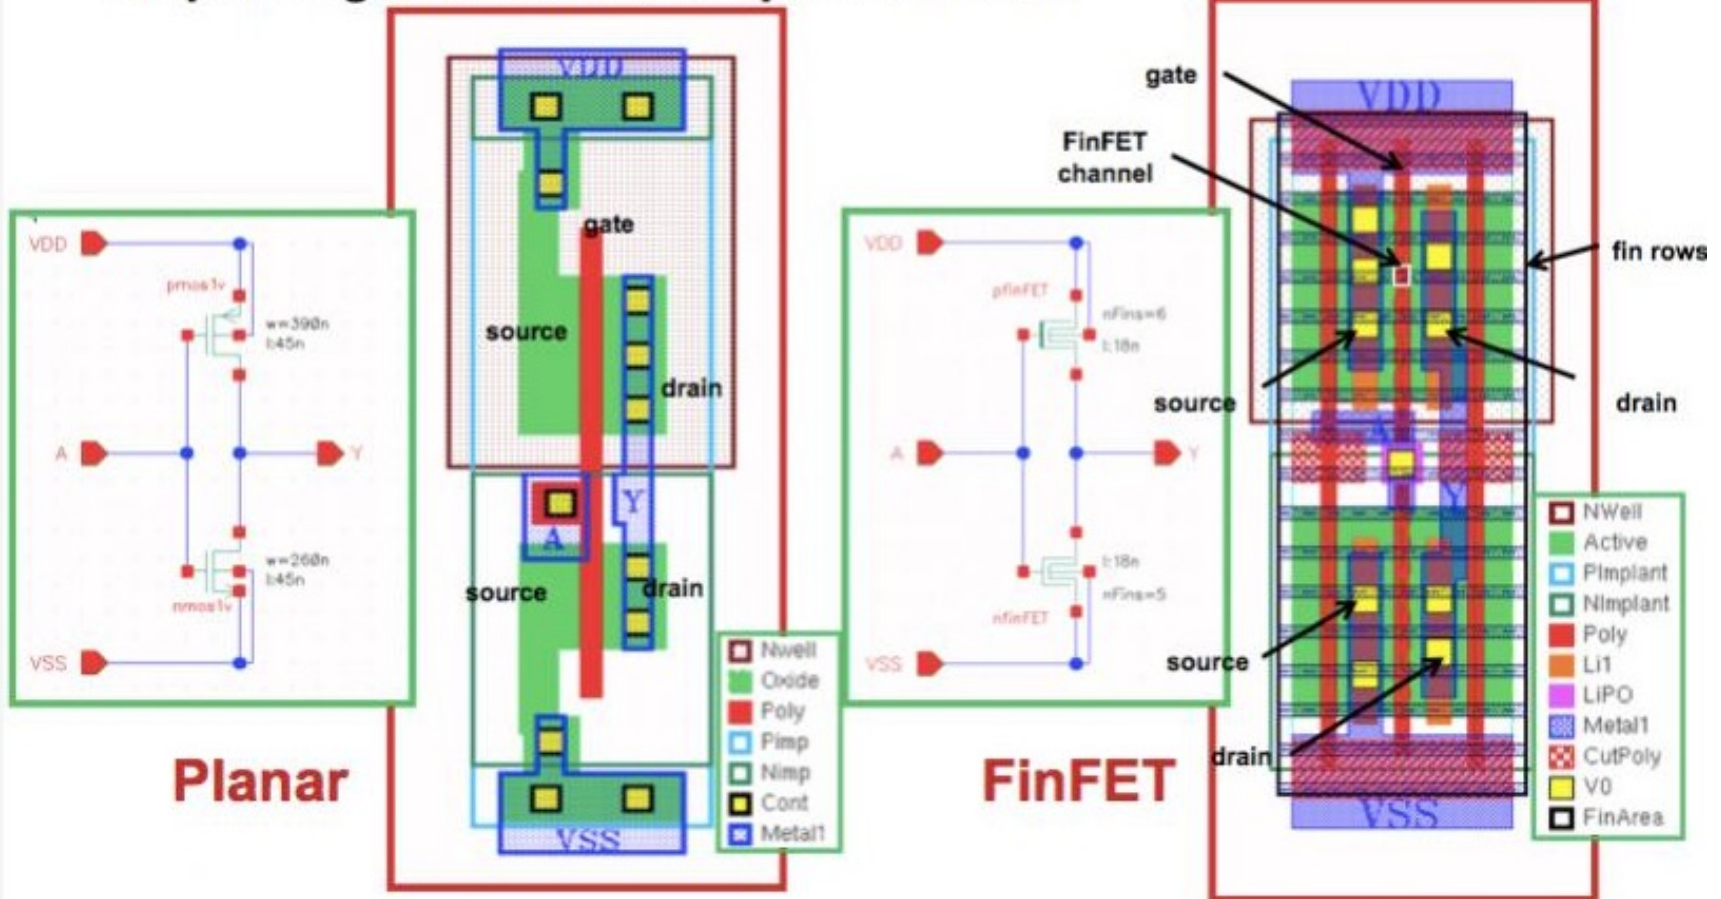 VDD
pmos1v
w=390n
l:45n
A
Y
w=260n
l:45n
nmos1v
VSS
Planar
VDD
gate
source
drain
Y
A
source
drain
VSS
Nwell
Oxide
Poly
Pimp
Nimp
Cont
Metal1
VDD
pfinFET
nFins=6
l:18n
A
Y
l:18n
nFins=5
nfinFET
VSS
FinFET
gate
FinFET
channel
VDD
fin rows
source
drain
A
Y
source
drain
VSS
NWell
Active
PImplant
NImplant
Poly
Li1
LiPO
Metal1
CutPoly
V0
FinArea